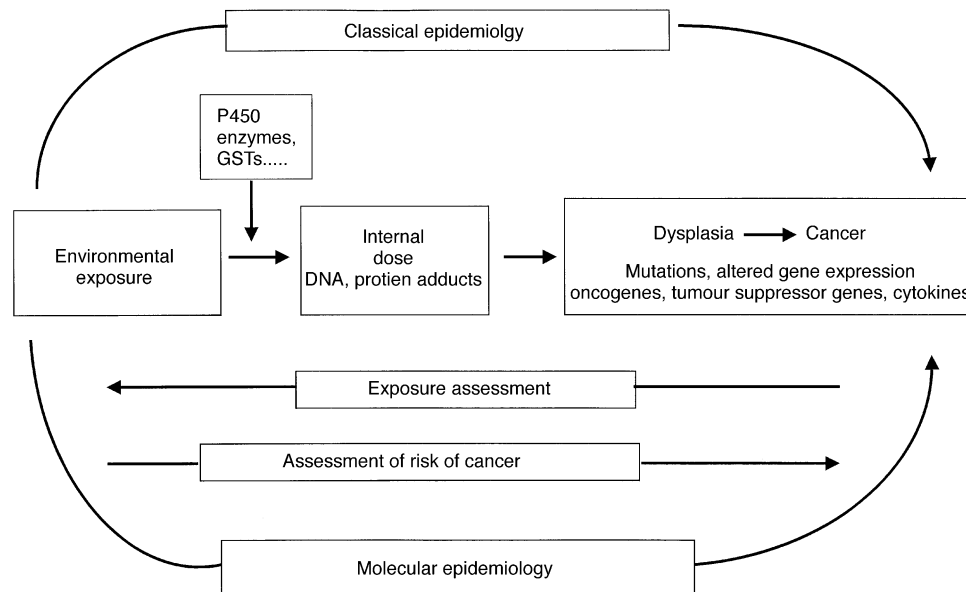 Classical epidemiolgy
P450
enzymes,
GSTs.....
Environmental
exposure
Internal
dose
DNA, protien adducts
Dysplasia Cancer
Mutations, altered gene expression
oncogenes, tumour suppressor genes, cytokines
Exposure assessment
Assessment of risk of cancer
Molecular epidemiology